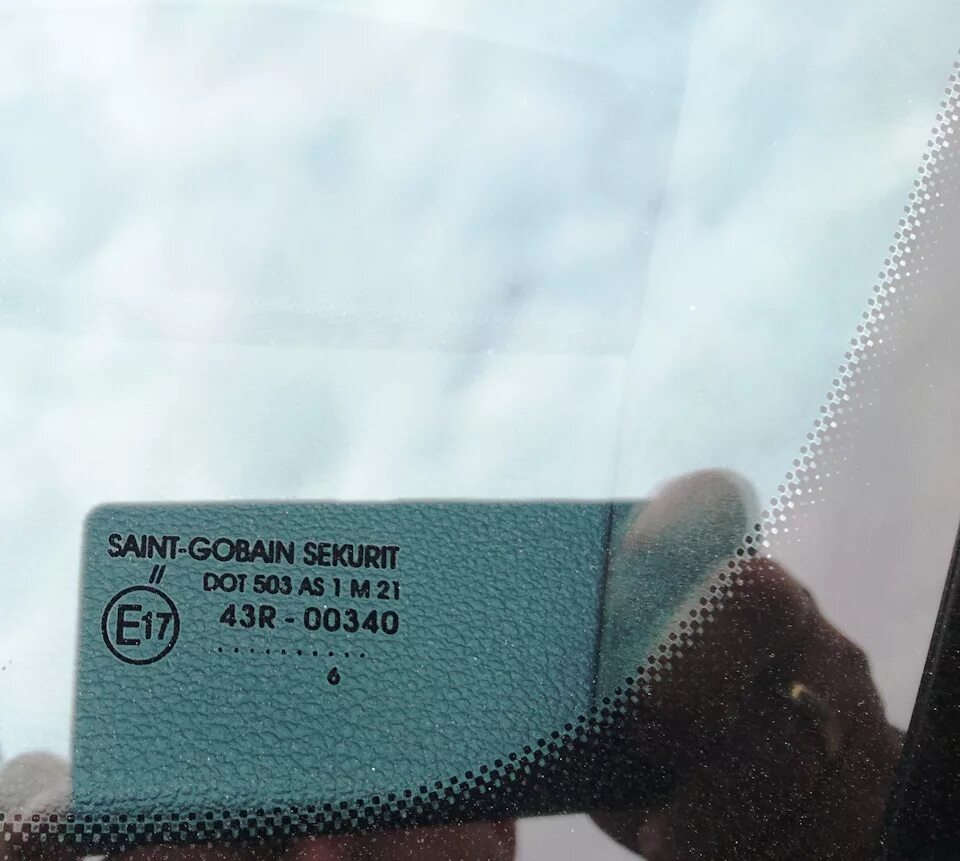 SAINT-GOBAIN SEKURIT
//
DOT 503 AS 1 M 21
E17
43R - 00340
. . . . . . . . . . .
6